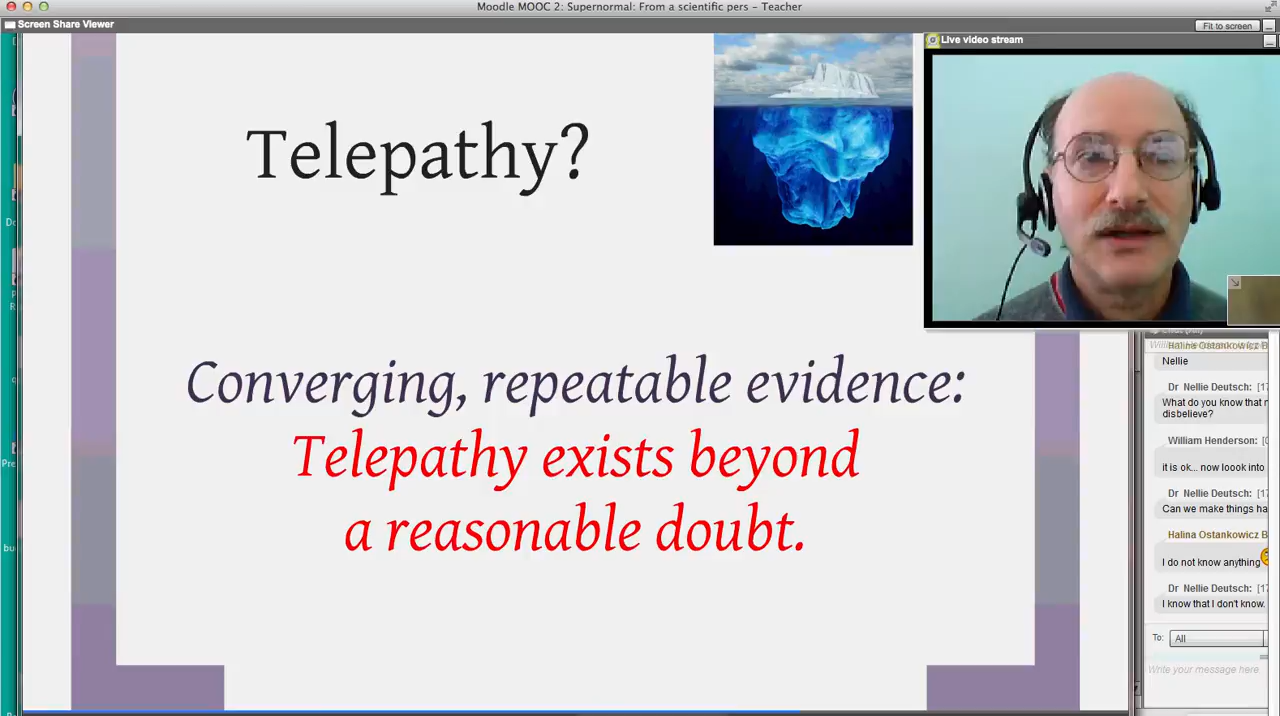 Moodle MOOC 2: Supernormal: From a scientific pers - Teacher
Screen Share Viewer
Fit to screen
Live video stream
Telepathy?
Converging, repeatable evidence:
Telepathy exists beyond
a reasonable doubt.
Halina Ostankowicz B
Nellie
Dr Nellie Deutsch:
What do you know that
disbelieve?
William Henderson:
it is ok... now loook into
Dr Nellie Deutsch: [17
Can we make things ha
Halina Ostankowicz B
I do not know anything
Dr Nellie Deutsch: [17
I know that I don't know.
To: All
Write your message here.